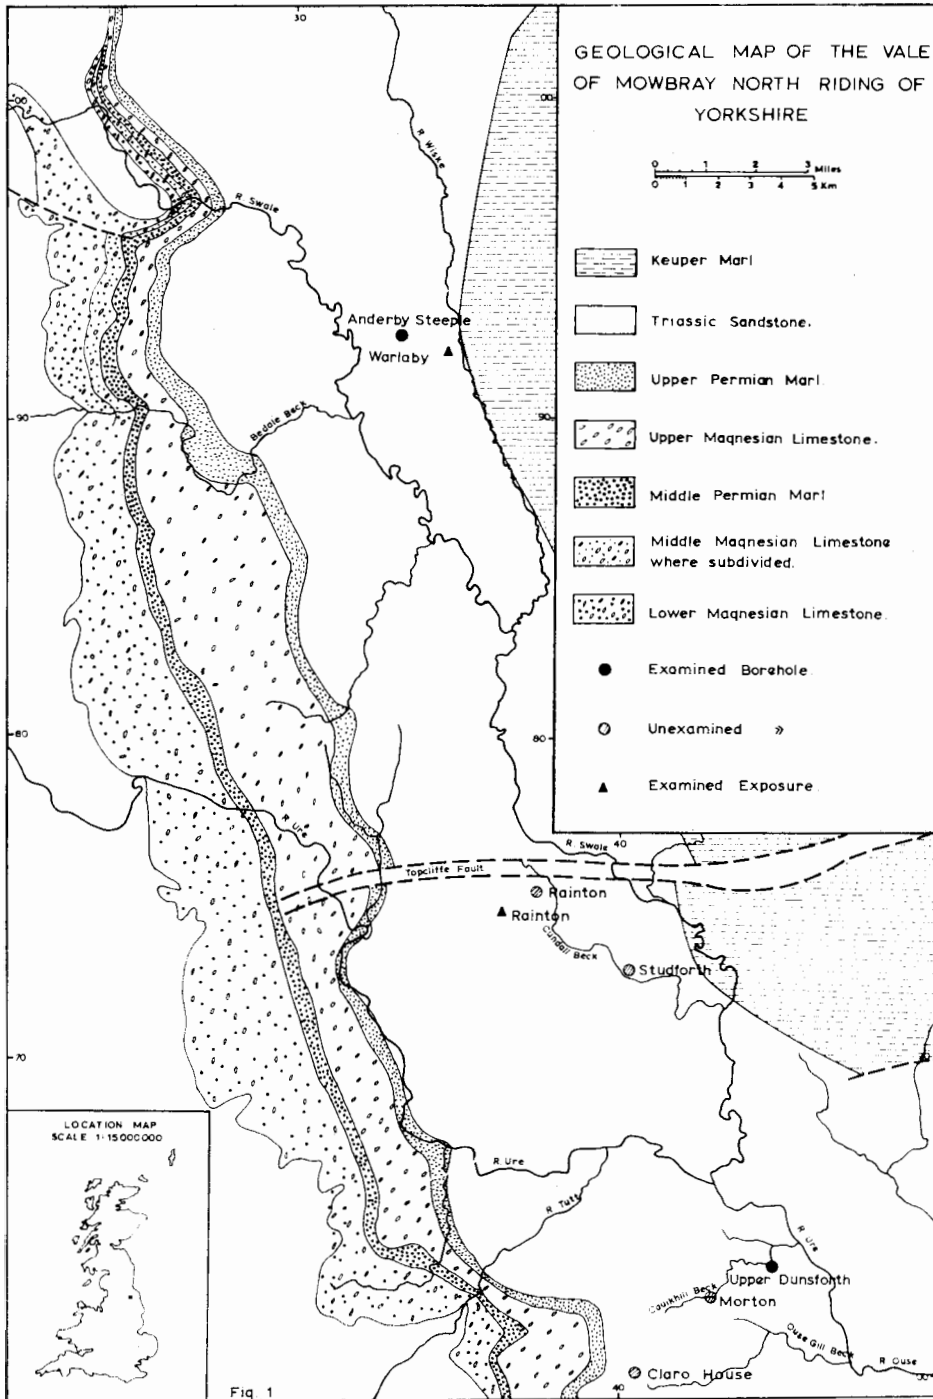 30
GEOLOGICAL MAP OF THE VALE
OF MOWBRAY NORTH RIDING OF
YORKSHIRE
0 1 2 3 Miles
0 1 2 3 4 5 Km
00
00
R. Wiske
R. Swale
Keuper Marl
Triassic Sandstone.
Upper Permian Marl
Upper Magnesian Limestone.
Middle Permian Marl
Middle Magnesian Limestone
where subdivided.
Lower Magnesian Limestone.
Examined Borehole
Unexamined »
Examined Exposure
Anderby Steeple
Warlaby
90
90
Bedale Beck
80
80
R. Ure
R. Swale
40
Topcliffe Fault
Rainton
Rainton
Cundall Beck
Studforth
70
LOCATION MAP
SCALE 1:15000000
R. Ure
R. Tutt
R. Ure
Upper Dunsforth
Caulkhill Beck
Morton
Ouse Gill Beck
R. Ouse
Claro House
40
Fig. 1